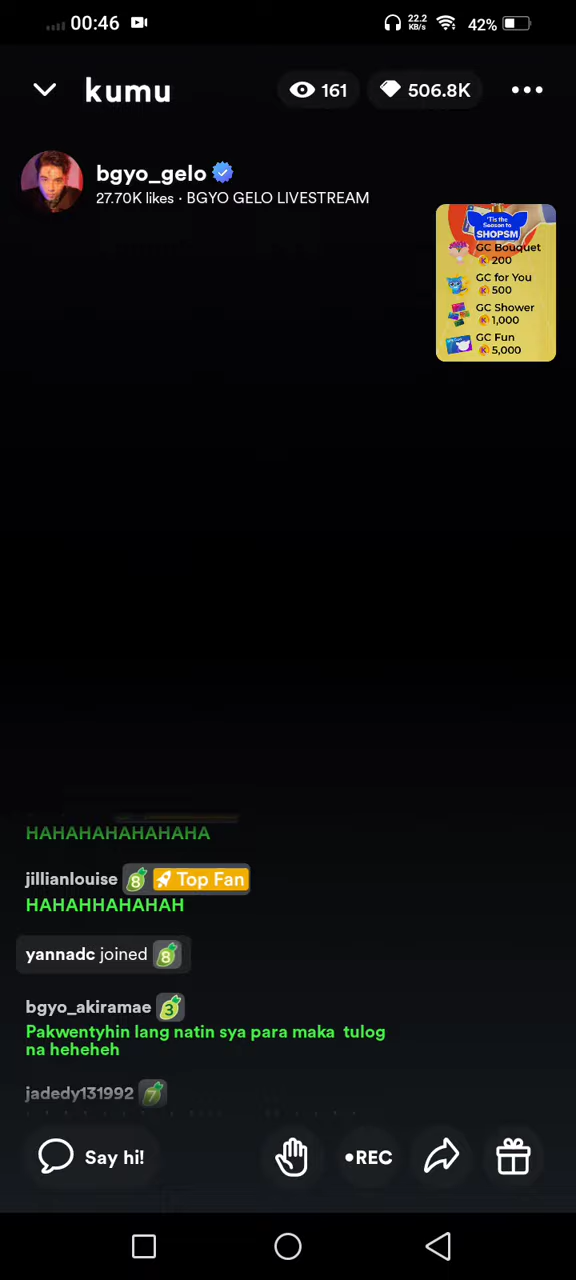 00:46
22.2
KB/s
42%
kumu
161
506.8K
bgyo_gelo
27.70K likes · BGYO GELO LIVESTREAM
'Tis the
Season to
SHOPSM
GC Bouquet
200
GC for You
500
GC Shower
1,000
GC Fun
5,000
HAHAHAHAHAHAHA
jillianlouise 8 Top Fan
HAHAHHAHAHAH
yannadc joined 8
bgyo_akiramae 3
Pakwentyhin lang natin sya para maka tulog
na heheheh
jadedy131992 7
Say hi!
•REC